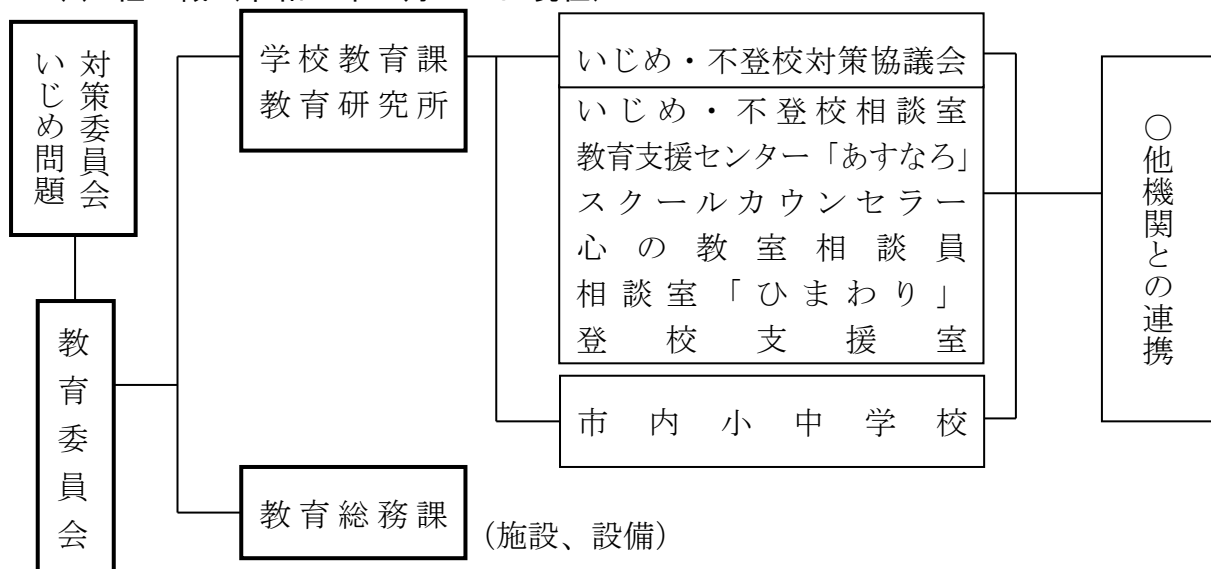 いじめ問題
対策委員会
教育委員会
学校教育課
教育研究所
教育総務課
(施設、設備)
いじめ・不登校対策協議会
いじめ・不登校相談室
教育支援センター「あすなろ」
スクールカウンセラー
心の教室相談員
相談室「ひまわり」
登校支援室
市内小中学校
○他機関との連携